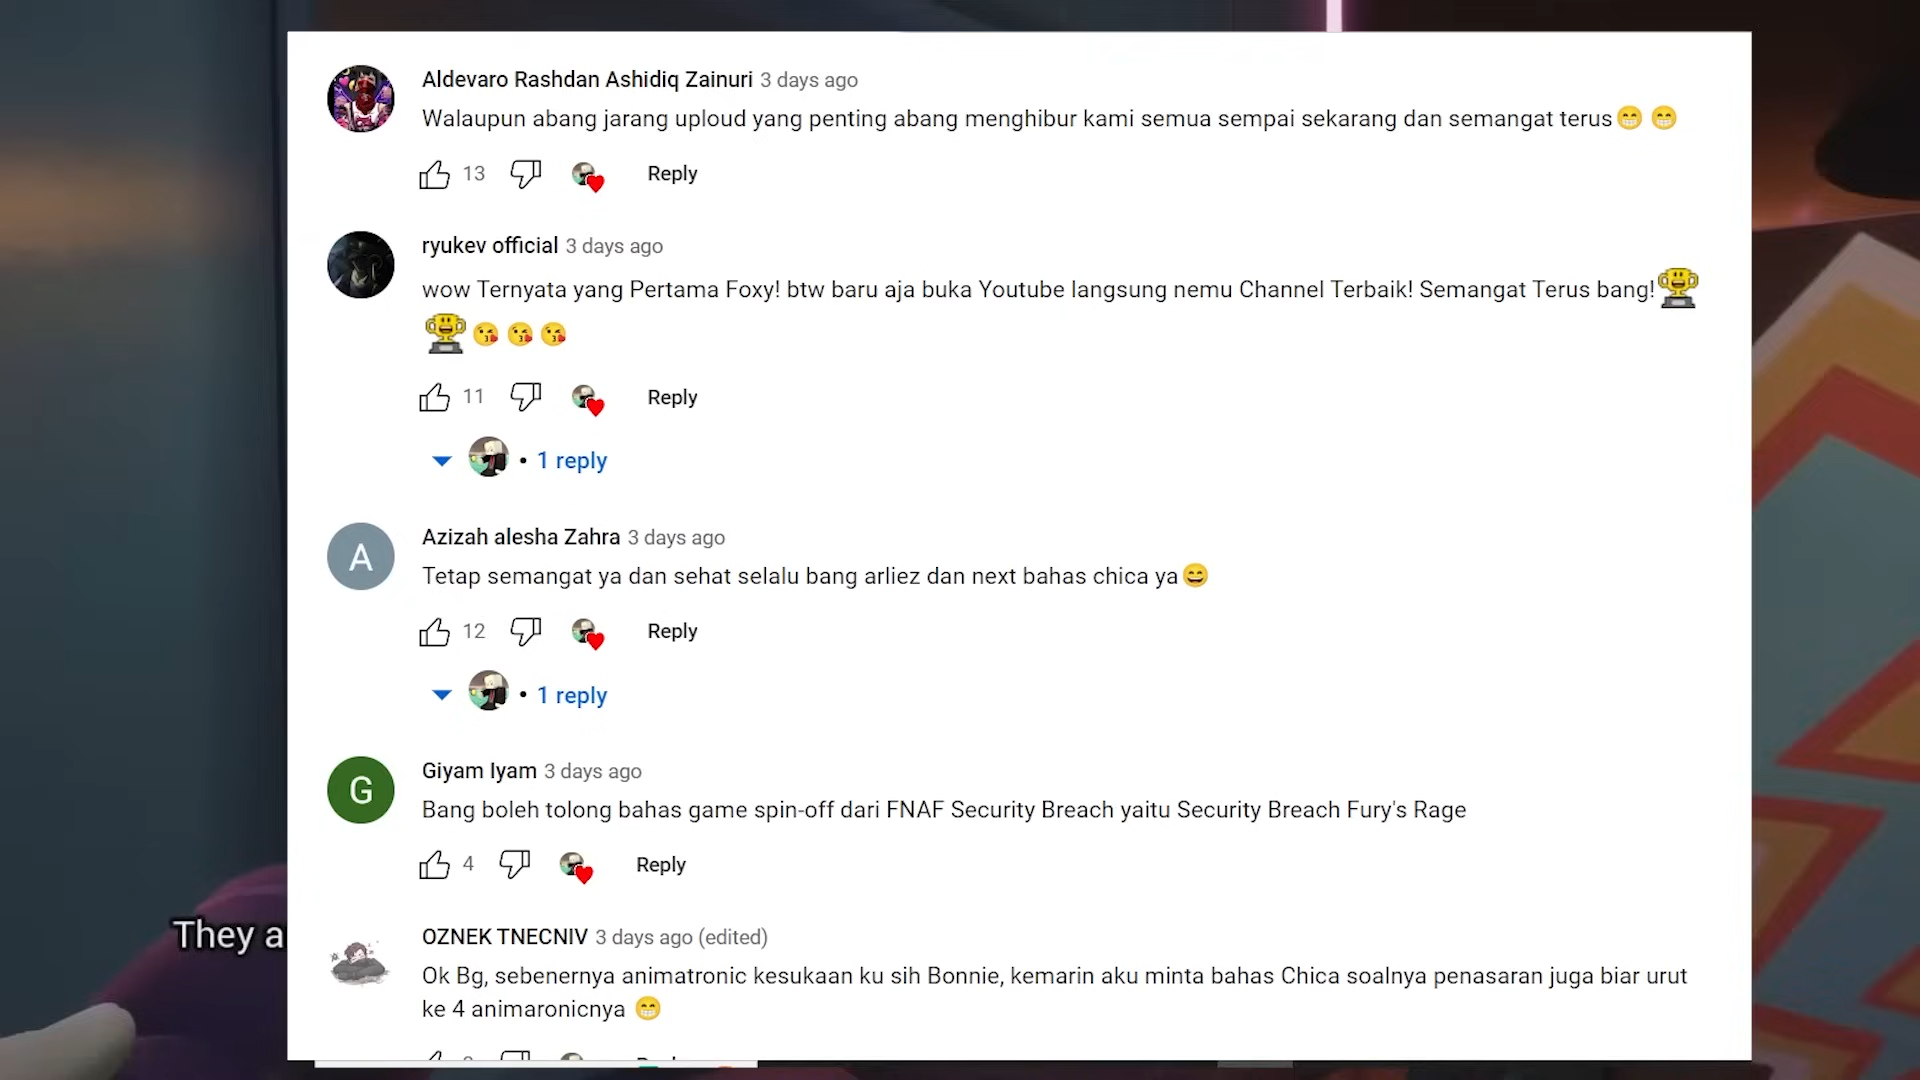 Aldevaro Rashdan Ashidiq Zainuri 3 days ago
Walaupun abang jarang uploud yang penting abang menghibur kami semua sempai sekarang dan semangat terus😁 😁
13 Reply
ryukev official 3 days ago
wow Ternyata yang Pertama Foxy! btw baru aja buka Youtube langsung nemu Channel Terbaik! Semangat Terus bang!🏆
🏆😘 😘 😘
11 Reply
• 1 reply
A
Azizah alesha Zahra 3 days ago
Tetap semangat ya dan sehat selalu bang arliez dan next bahas chica ya😄
12 Reply
• 1 reply
G
Giyam Iyam 3 days ago
Bang boleh tolong bahas game spin-off dari FNAF Security Breach yaitu Security Breach Fury's Rage
4 Reply
They a
OZNEK TNECNIV 3 days ago (edited)
Ok Bg, sebenernya animatronic kesukaan ku sih Bonnie, kemarin aku minta bahas Chica soalnya penasaran juga biar urut
ke 4 animaronicnya 😁